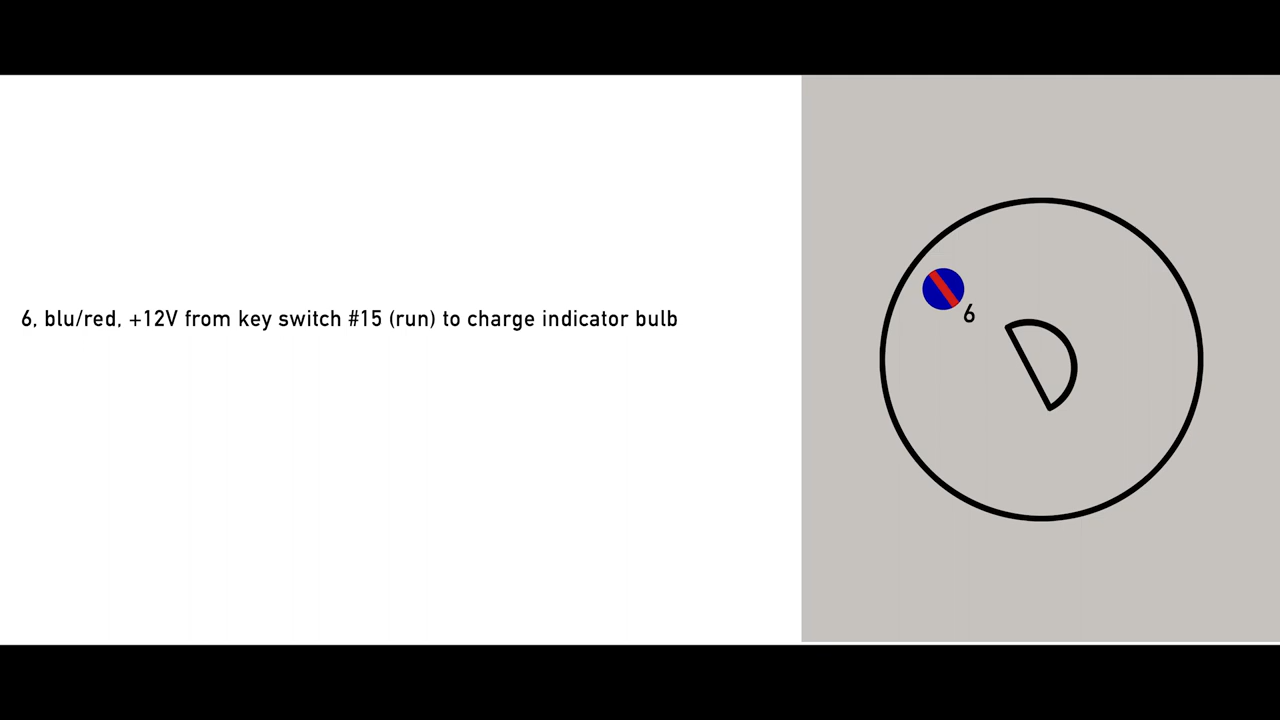 6, blu/red, +12V from key switch #15 (run) to charge indicator bulb
6